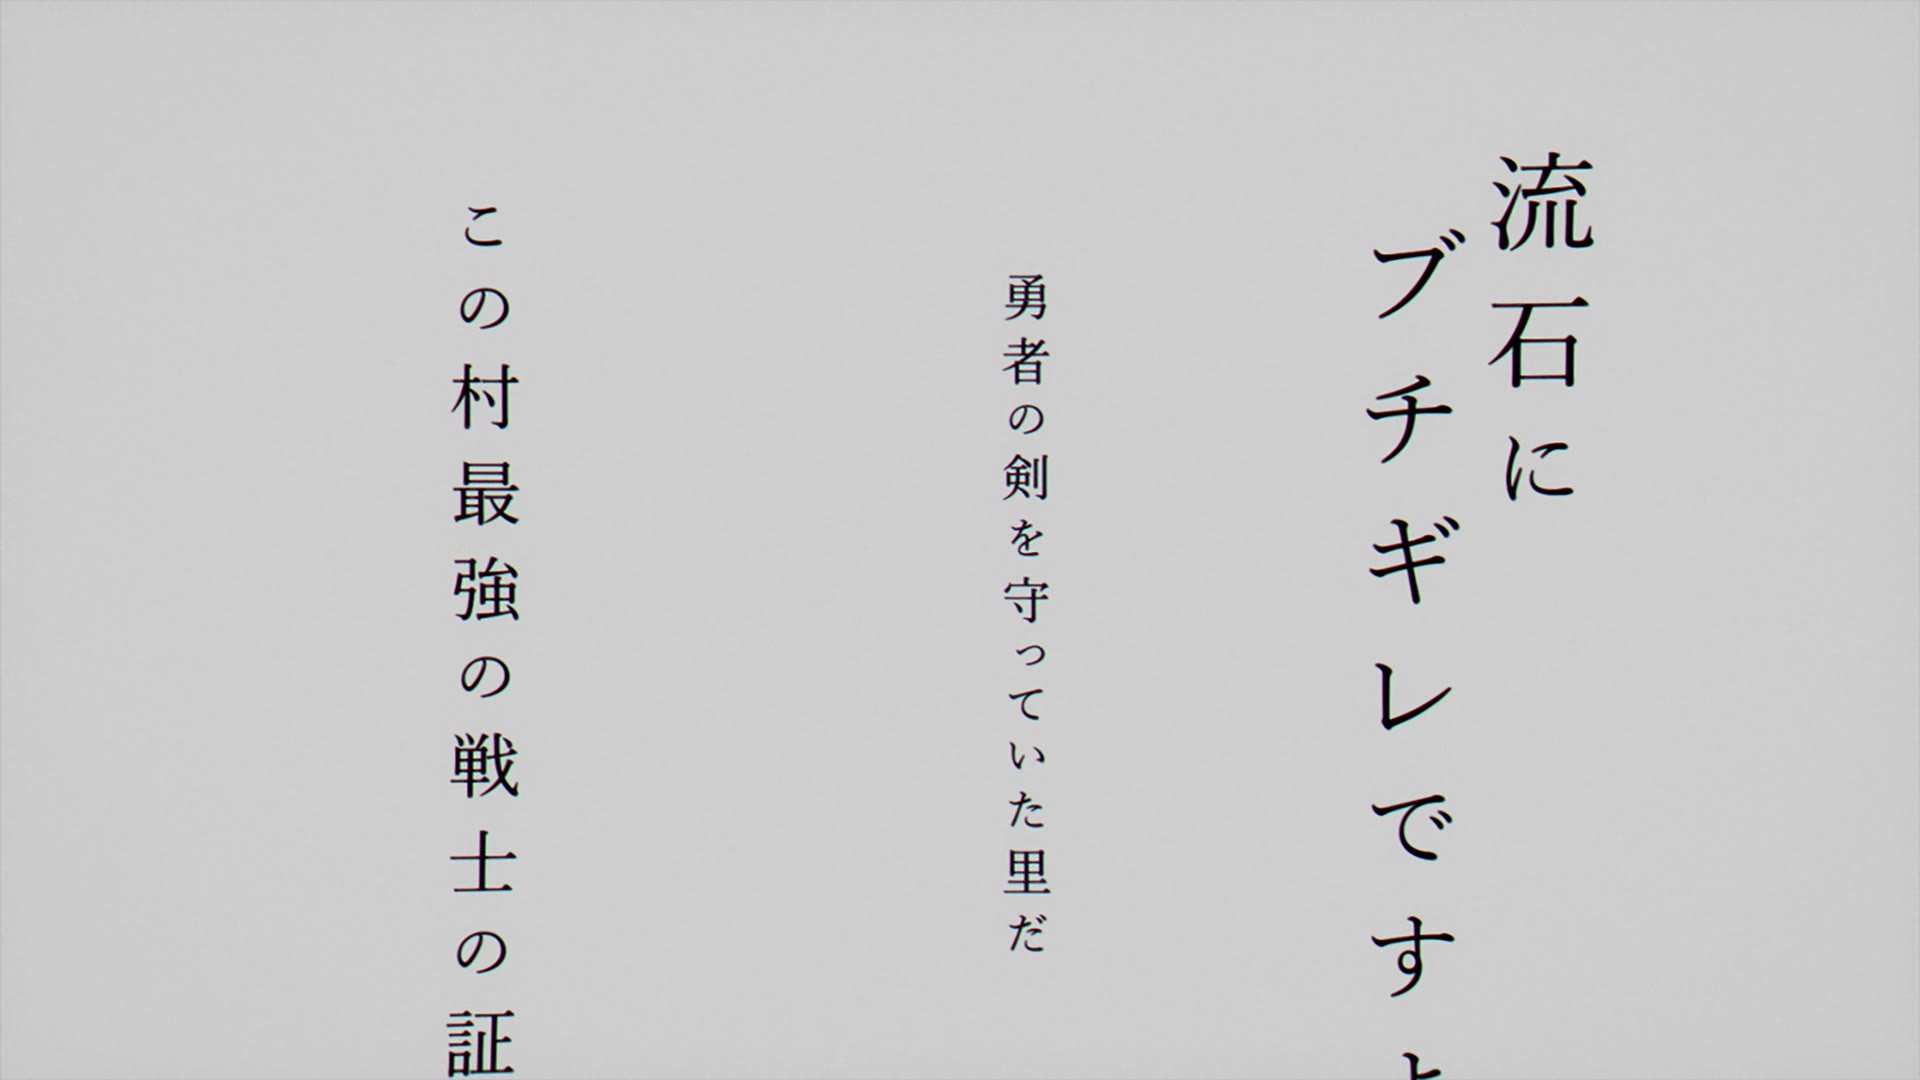 流石に
ブチギレですよ
勇者の剣を守っていた里だ
この村最強の戦士の証